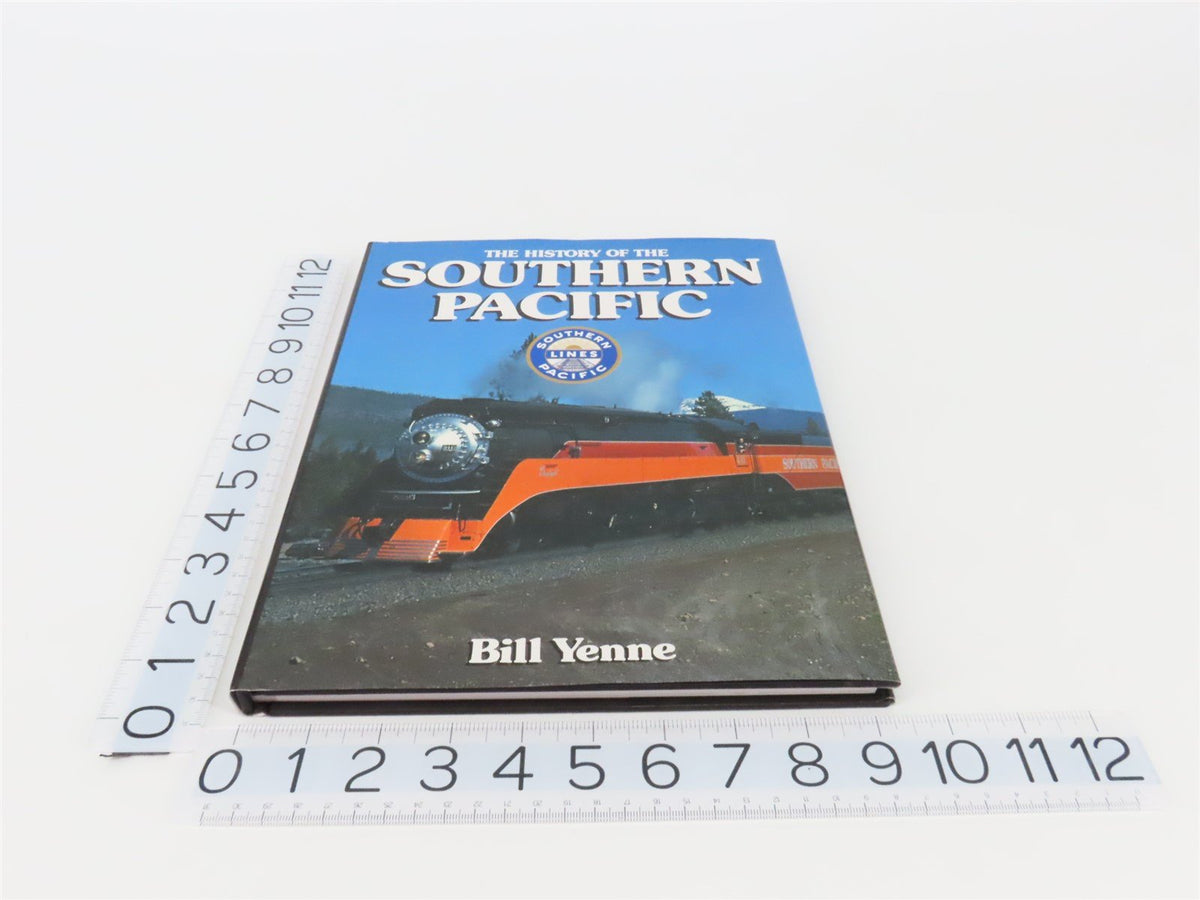 THE HISTORY OF THE
SOUTHERN
PACIFIC
SOUTHERN
LINES
PACIFIC
SOUTHERN PACIF
Bill Yenne
0 1 2 3 4 5 6 7 8 9 10 11 12
0 1 2 3 4 5 6 7 8 9 10 11 12